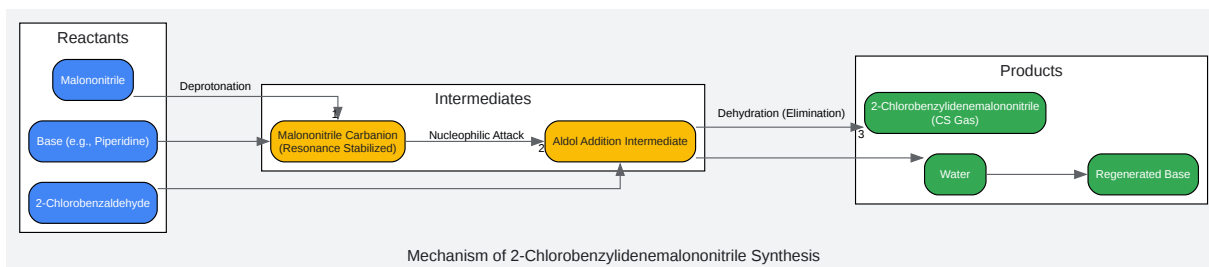 Reactants
Malononitrile
Base (e.g., Piperidine)
2-Chlorobenzaldehyde
Deprotonation
1
Intermediates
Malononitrile Carbanion
(Resonance Stabilized)
Nucleophilic Attack
2
Aldol Addition Intermediate
Dehydration (Elimination)
3
Products
2-Chlorobenzylidenemalononitrile
(CS Gas)
Water
Regenerated Base
Mechanism of 2-Chlorobenzylidenemalononitrile Synthesis